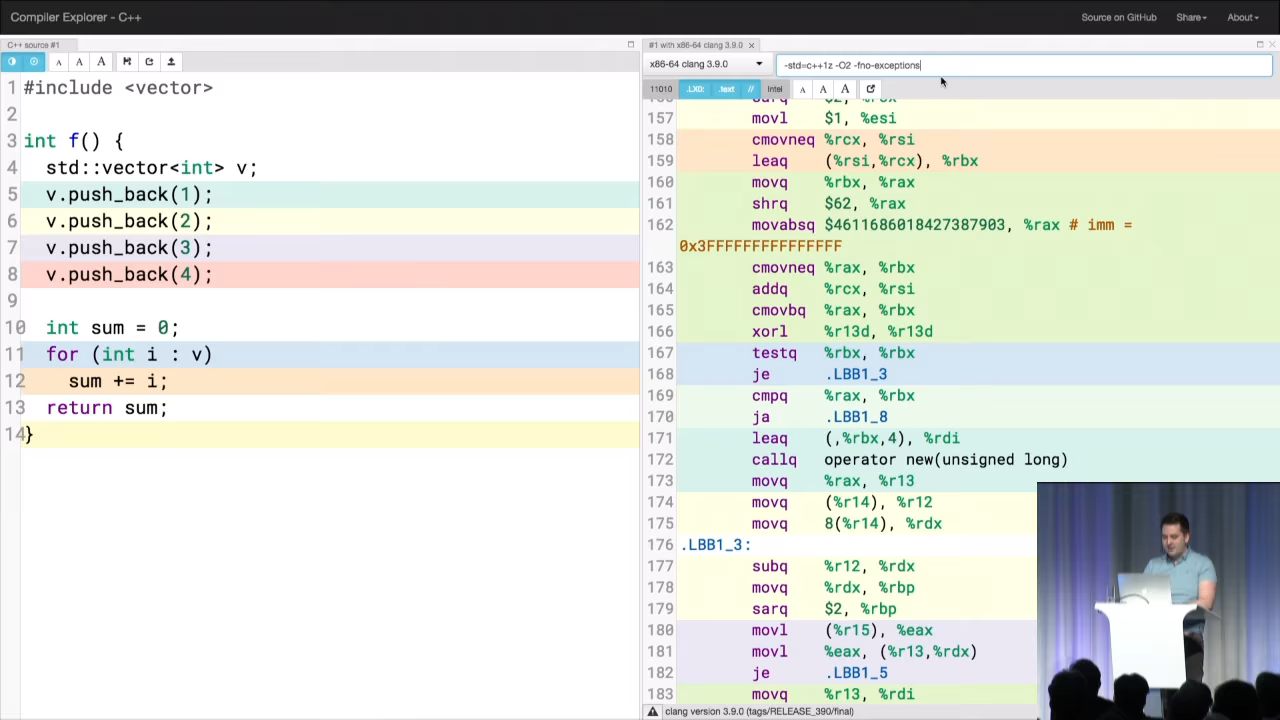 Compiler Explorer - C++
Source on GitHub Share About
C++ source #1
A A A
1 #include <vector>
2
3 int f() {
4 std::vector<int> v;
5 v.push_back(1);
6 v.push_back(2);
7 v.push_back(3);
8 v.push_back(4);
9
10 int sum = 0;
11 for (int i : v)
12 sum += i;
13 return sum;
14 }
#1 with x86-64 clang 3.9.0 ×
x86-64 clang 3.9.0 -std=c++1z -O2 -fno-exceptions
11010 .LX0: .text // Intel A A A
157 movl $1, %esi
158 cmovneq %rcx, %rsi
159 leaq (%rsi,%rcx), %rbx
160 movq %rbx, %rax
161 shrq $62, %rax
162 movabsq $4611686018427387903, %rax # imm =
0x3FFFFFFFFFFFFFFF
163 cmovneq %rax, %rbx
164 addq %rcx, %rsi
165 cmovbq %rax, %rbx
166 xorl %r13d, %r13d
167 testq %rbx, %rbx
168 je .LBB1_3
169 cmpq %rax, %rbx
170 ja .LBB1_8
171 leaq (,%rbx,4), %rdi
172 callq operator new(unsigned long)
173 movq %rax, %r13
174 movq (%r14), %r12
175 movq 8(%r14), %rdx
176 .LBB1_3:
177 subq %r12, %rdx
178 movq %rdx, %rbp
179 sarq $2, %rbp
180 movl (%r15), %eax
181 movl %eax, (%r13,%rdx)
182 je .LBB1_5
183 movq %r13, %rdi
clang version 3.9.0 (tags/RELEASE_390/final)